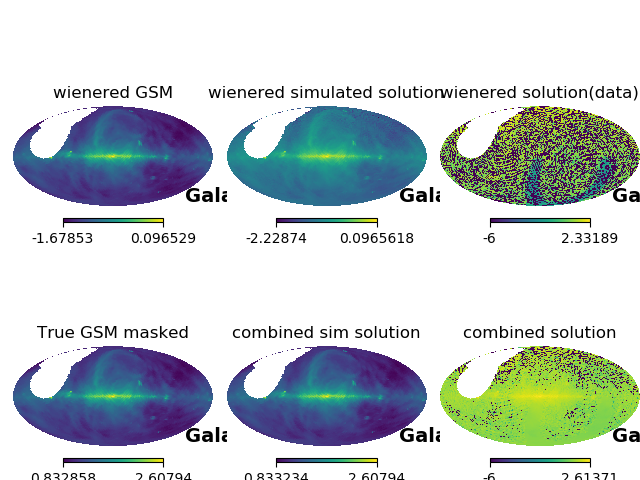 wienered GSM wienered simulated solution wienered solution(data)
Gala Gala Ga
-1.67853 0.096529 -2.22874 0.0965618 -6 2.33189
True GSM masked combined sim solution combined solution
Gala Gala Ga
0.832858 2.60794 0.833234 2.60794 -6 2.61371